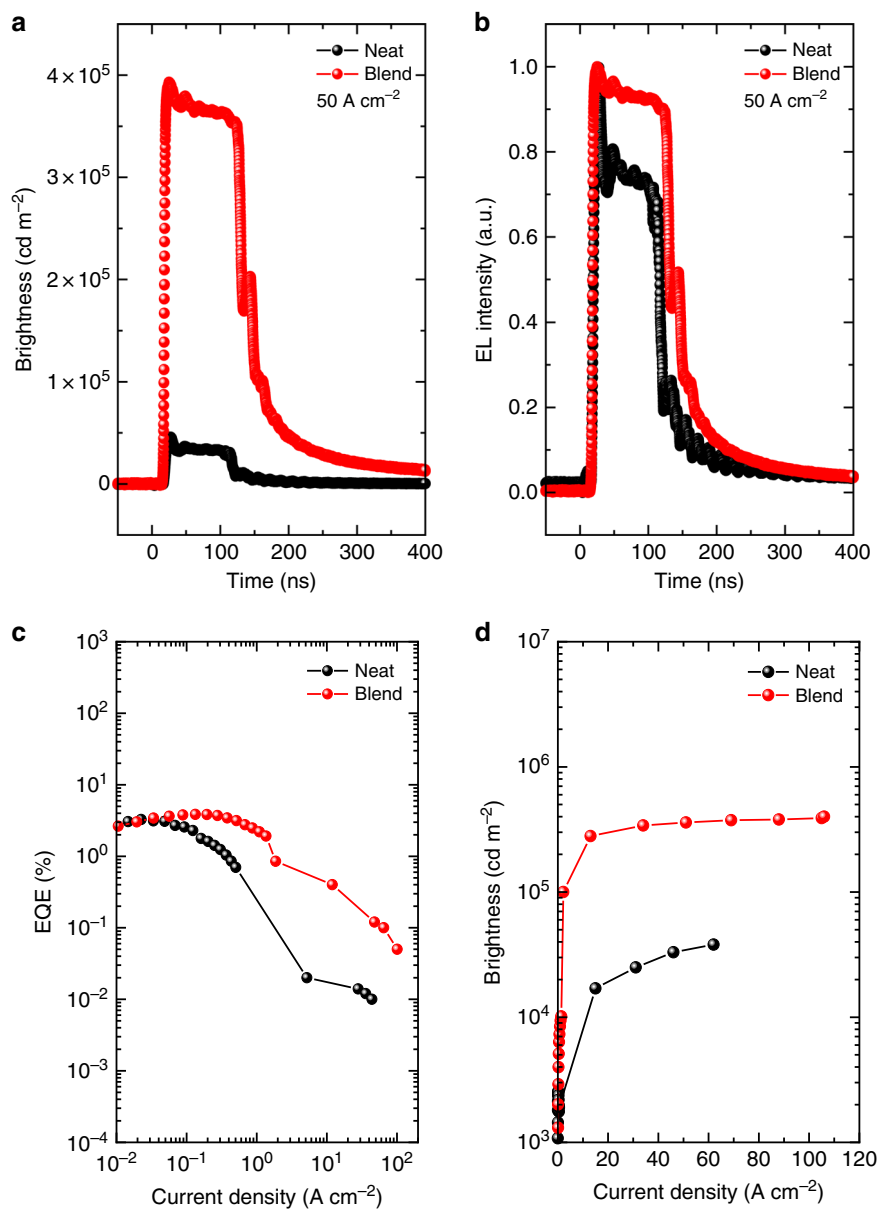 a
Neat
Blend
50 A cm⁻²
4 × 10⁵
3 × 10⁵
2 × 10⁵
1 × 10⁵
0
Brightness (cd m⁻²)
0 100 200 300 400
Time (ns)
b
Neat
Blend
50 A cm⁻²
1.0
0.8
0.6
0.4
0.2
0.0
EL intensity (a.u.)
0 100 200 300 400
Time (ns)
c
Neat
Blend
10³
10²
10¹
10⁰
10⁻¹
10⁻²
10⁻³
10⁻⁴
EQE (%)
10⁻² 10⁻¹ 10⁰ 10¹ 10²
Current density (A cm⁻²)
d
Neat
Blend
10⁷
10⁶
10⁵
10⁴
10³
Brightness (cd m⁻²)
0 20 40 60 80 100 120
Current density (A cm⁻²)